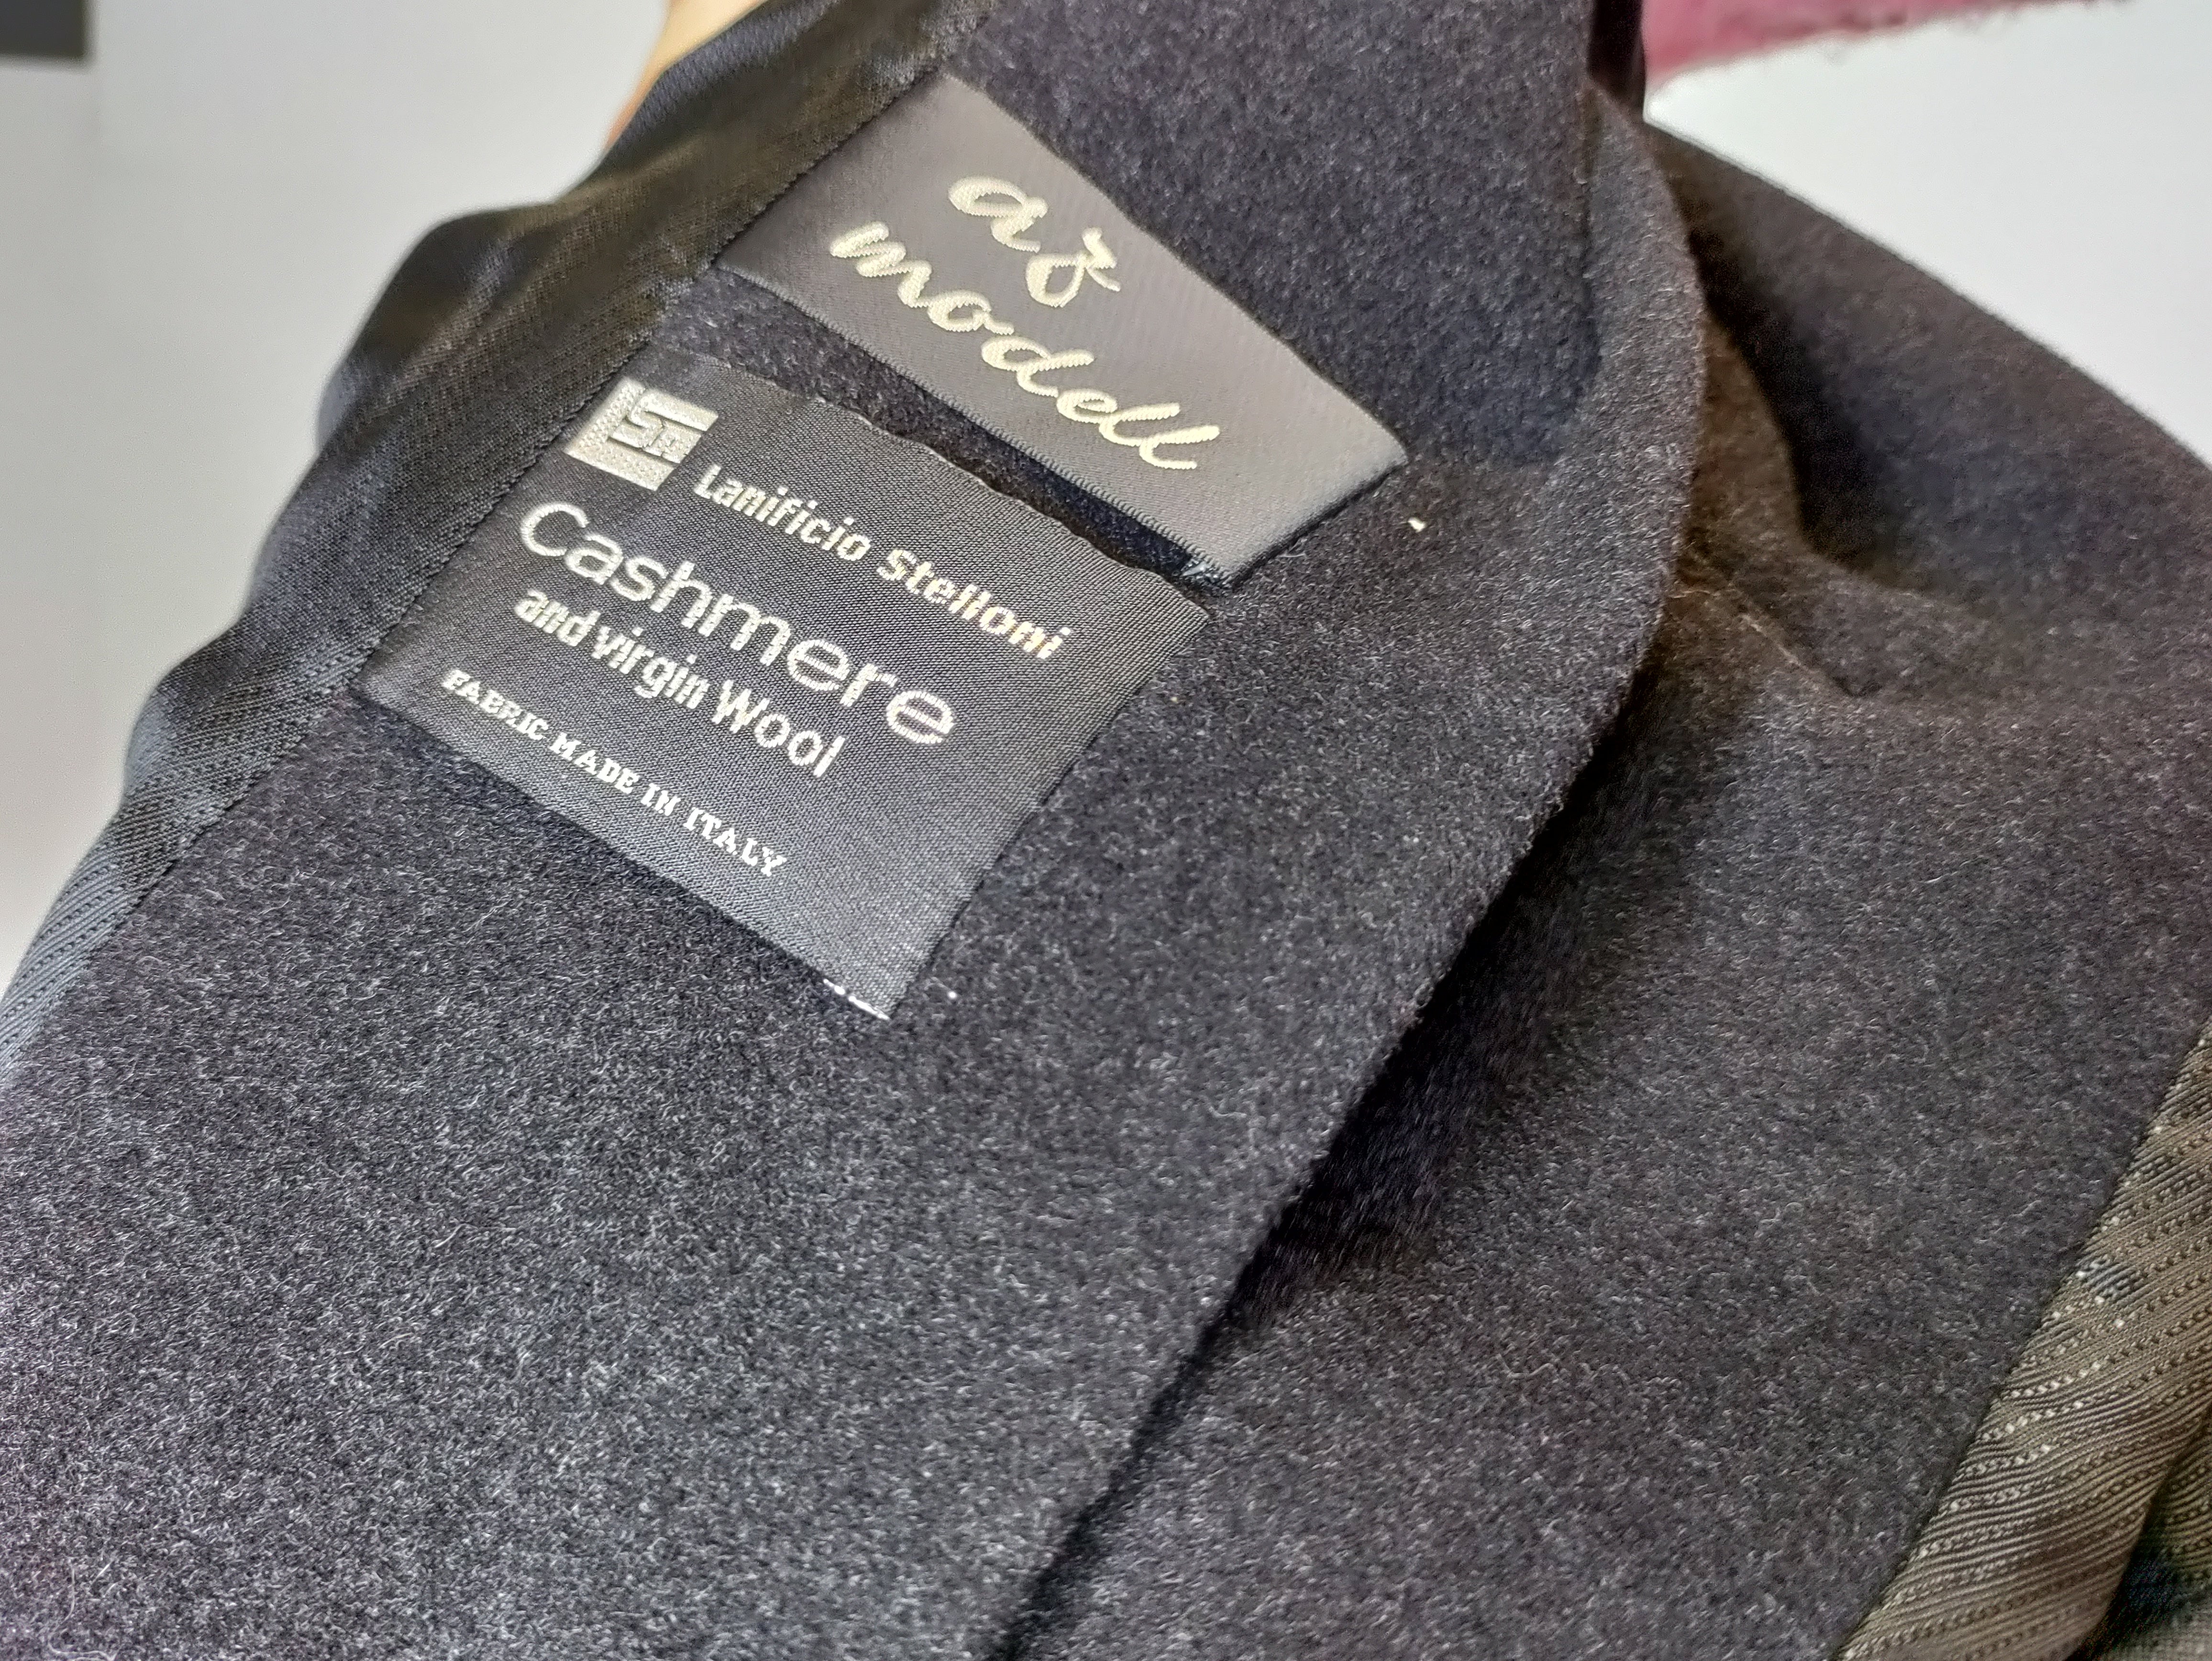 az
modell
Lanificio Stelloni
Cashmere
and virgin Wool
FABRIC MADE IN ITALY